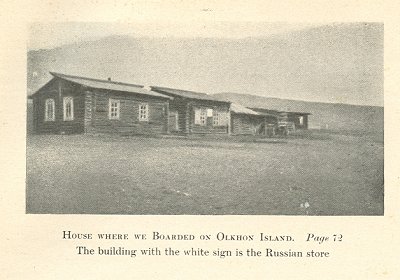 House where we Boarded on Olkhon Island. Page 72
The building with the white sign is the Russian store